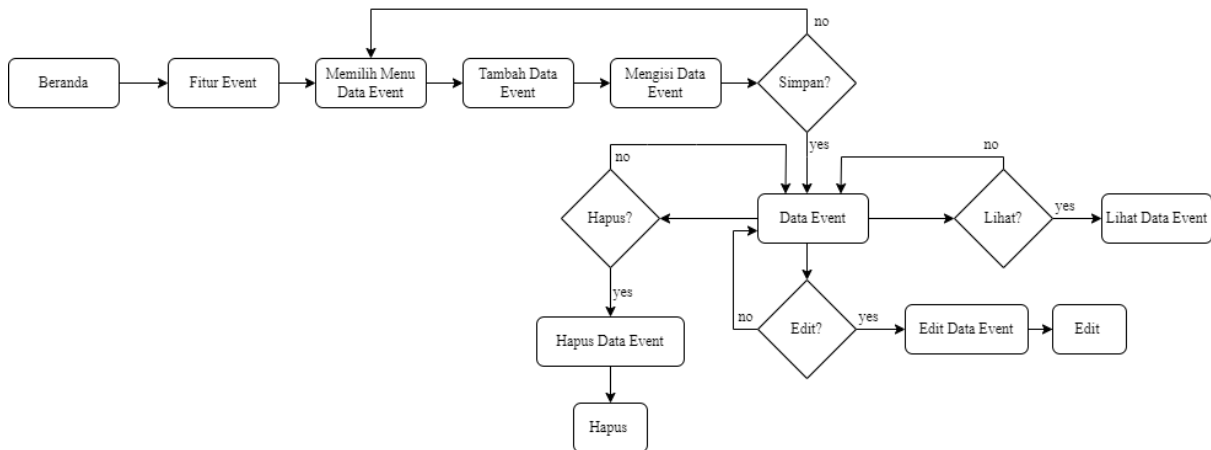 no
Beranda
Fitur Event
Memilih Menu
Data Event
Tambah Data
Event
Mengisi Data
Event
Simpan?
yes
no
no
Hapus?
Data Event
Lihat?
yes
Lihat Data Event
yes
no
Edit?
yes
Edit Data Event
Edit
Hapus Data Event
Hapus